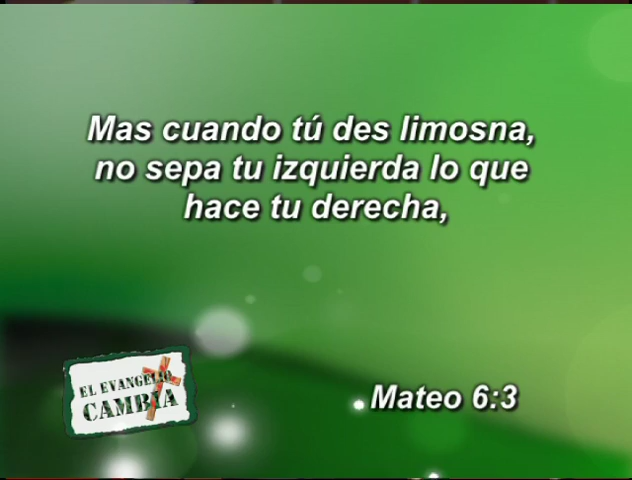 Mas cuando tú des limosna,
no sepa tu izquierda lo que
hace tu derecha,
EL EVANGELIO
CAMBIA
Mateo 6:3